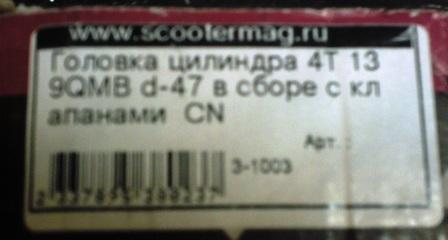 www.scootermag.ru
Головка цилиндра 4Т 13
9QMB d-47 в сборе с кл
апанами CN
Арт. :
3-1003